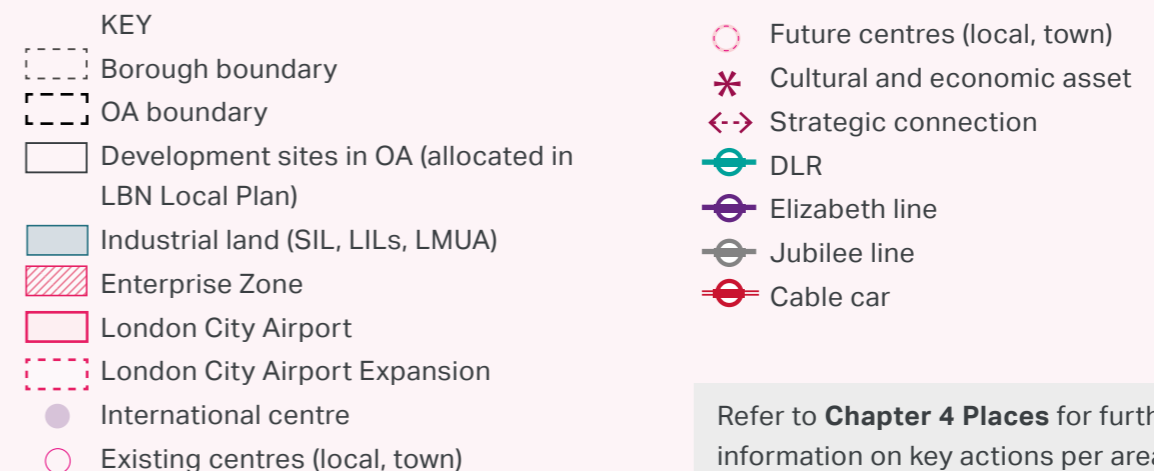 KEY
Borough boundary
OA boundary
Development sites in OA (allocated in
LBN Local Plan)
Industrial land (SIL, LILs, LMUA)
Enterprise Zone
London City Airport
London City Airport Expansion
International centre
Existing centres (local, town)
Future centres (local, town)
Cultural and economic asset
Strategic connection
DLR
Elizabeth line
Jubilee line
Cable car
Refer to Chapter 4 Places for
information on key actions per